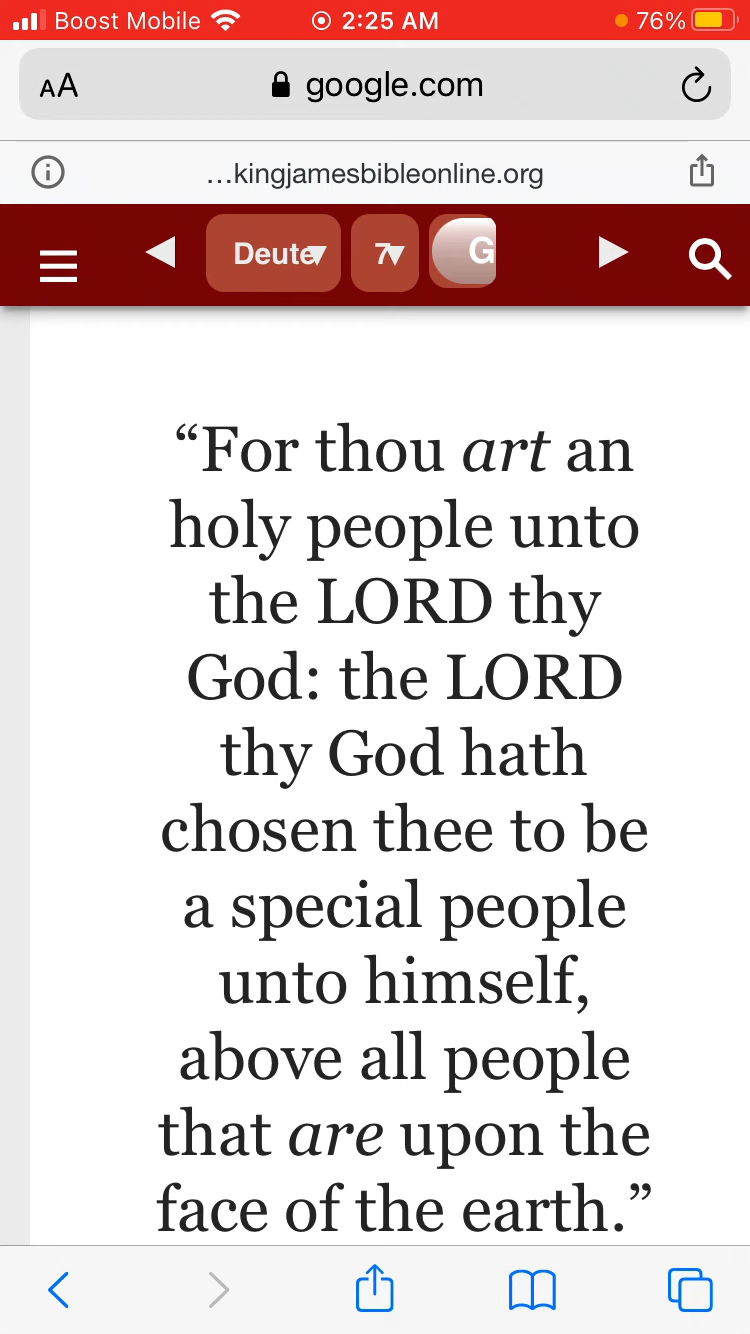 Boost Mobile 2:25 AM 76%
AA google.com
...kingjamesbibleonline.org
Deute 7 G
“For thou art an
holy people unto
the LORD thy
God: the LORD
thy God hath
chosen thee to be
a special people
unto himself,
above all people
that are upon the
face of the earth.”